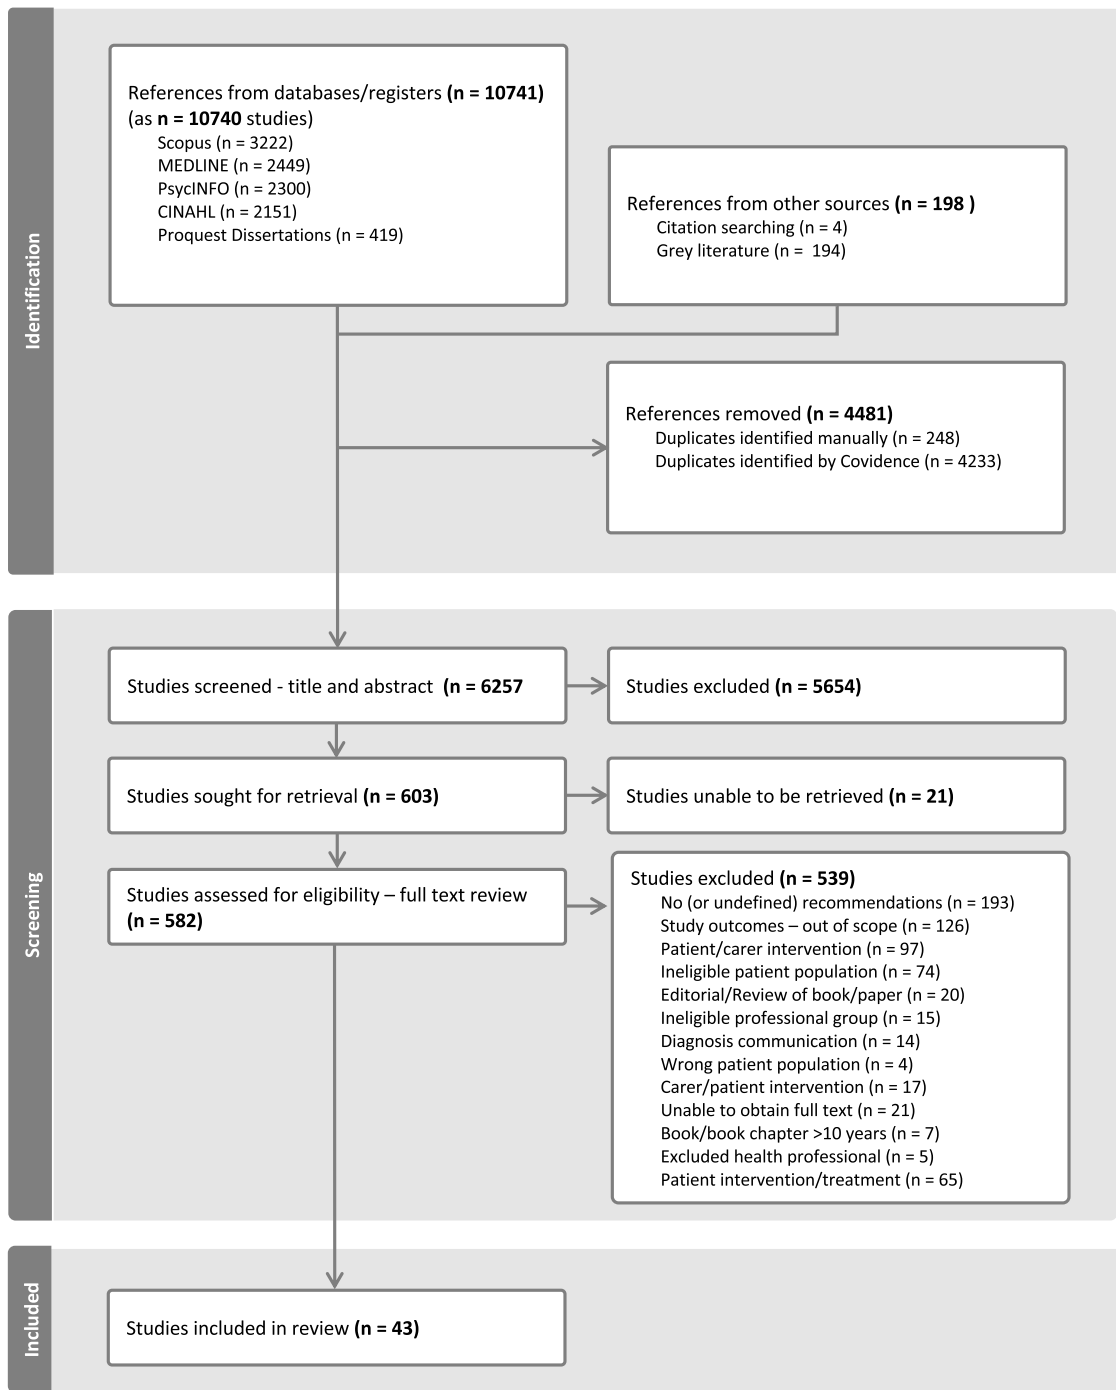 Identification
References from databases/registers (n = 10741)
(as n = 10740 studies)
Scopus (n = 3222)
MEDLINE (n = 2449)
PsycINFO (n = 2300)
CINAHL (n = 2151)
Proquest Dissertations (n = 419)
References from other sources (n = 198 )
Citation searching (n = 4)
Grey literature (n = 194)
References removed (n = 4481)
Duplicates identified manually (n = 248)
Duplicates identified by Covidence (n = 4233)
Screening
Studies screened - title and abstract (n = 6257
Studies excluded (n = 5654)
Studies sought for retrieval (n = 603)
Studies unable to be retrieved (n = 21)
Studies assessed for eligibility – full text review
(n = 582)
Studies excluded (n = 539)
No (or undefined) recommendations (n = 193)
Study outcomes – out of scope (n = 126)
Patient/carer intervention (n = 97)
Ineligible patient population (n = 74)
Editorial/Review of book/paper (n = 20)
Ineligible professional group (n = 15)
Diagnosis communication (n = 14)
Wrong patient population (n = 4)
Carer/patient intervention (n = 17)
Unable to obtain full text (n = 21)
Book/book chapter >10 years (n = 7)
Excluded health professional (n = 5)
Patient intervention/treatment (n = 65)
Included
Studies included in review (n = 43)